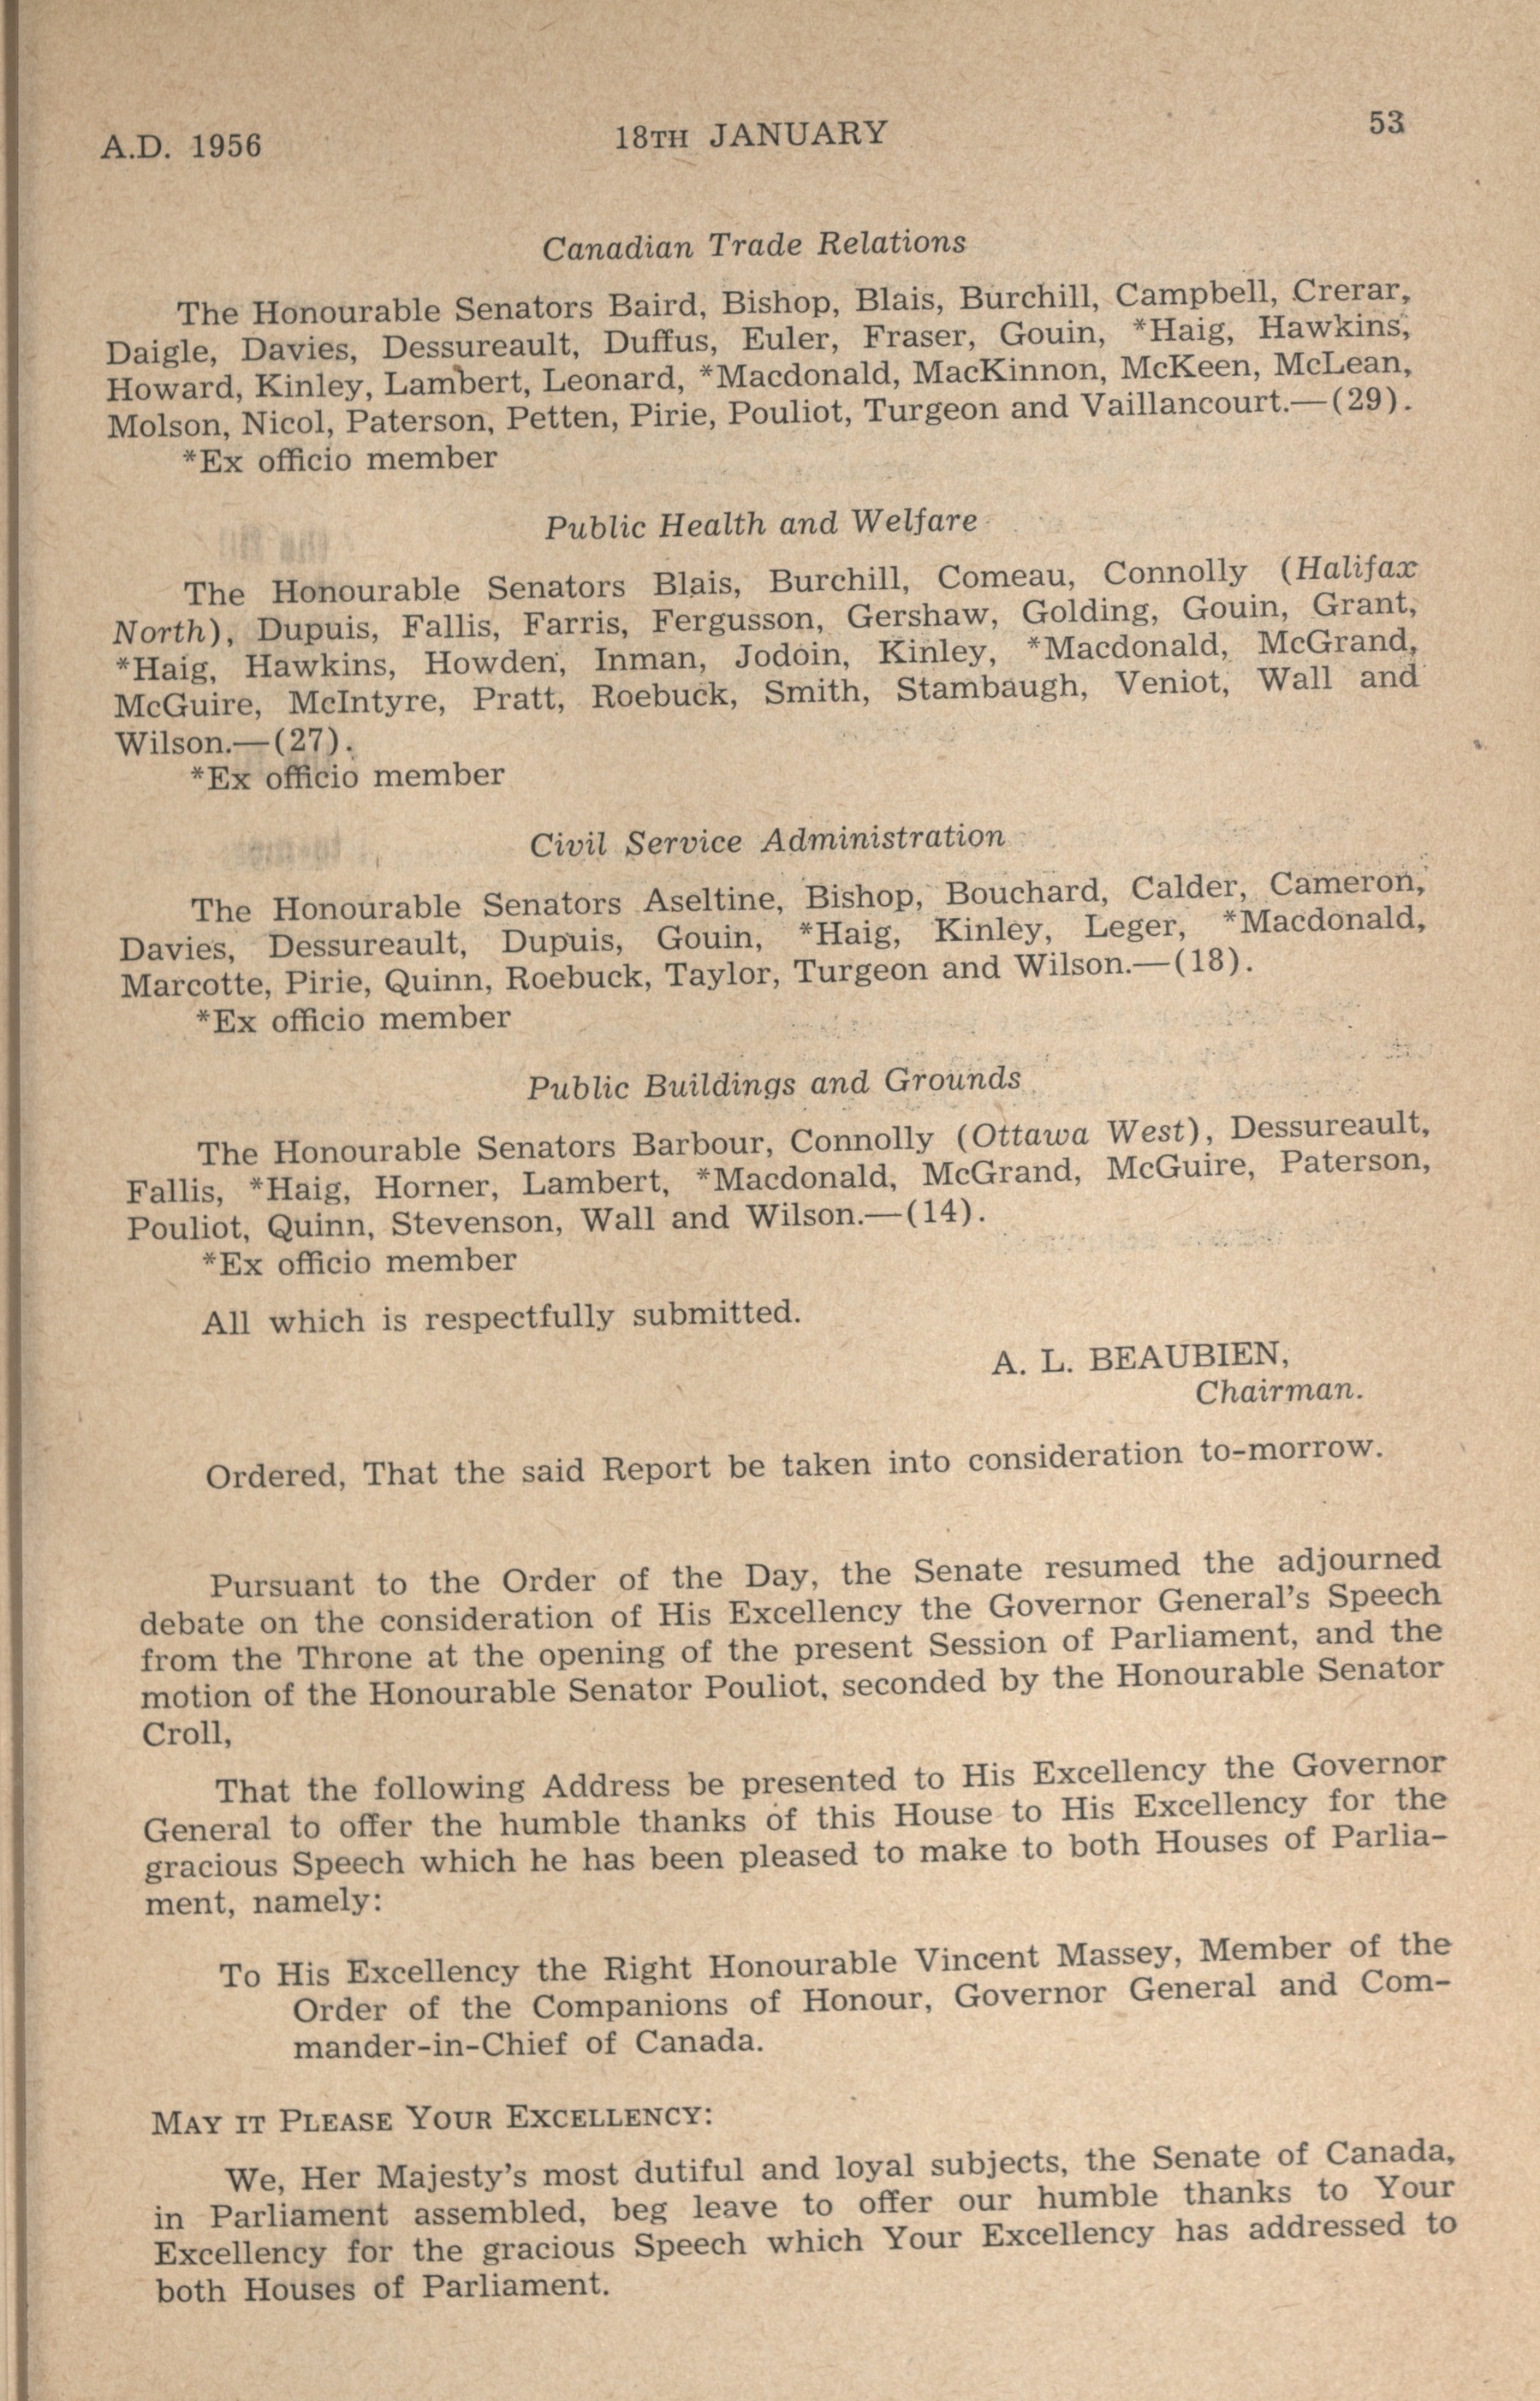 A.D. 1956 18TH JANUARY 53
Canadian Trade Relations
The Honourable Senators Baird, Bishop, Blais, Burchill, Campbell, Crerar,
Daigle, Davies, Dessureault, Duffus, Euler, Fraser, Gouin, *Haig, Hawkins,
Howard, Kinley, Lambert, Leonard, *Macdonald, MacKinnon, McKeen, McLean,
Molson, Nicol, Paterson, Petten, Pirie, Pouliot, Turgeon and Vaillancourt.—(29).
*Ex officio member
Public Health and Welfare
The Honourable Senators Blais, Burchill, Comeau, Connolly (Halifax
North), Dupuis, Fallis, Farris, Fergusson, Gershaw, Golding, Gouin, Grant,
*Haig, Hawkins, Howden, Inman, Jodoin, Kinley, *Macdonald, McGrand,
McGuire, McIntyre, Pratt, Roebuck, Smith, Stambaugh, Veniot, Wall and
Wilson.—(27).
*Ex officio member
Civil Service Administration
The Honourable Senators Aseltine, Bishop, Bouchard, Calder, Cameron,
Davies, Dessureault, Dupuis, Gouin, *Haig, Kinley, Leger, *Macdonald,
Marcotte, Pirie, Quinn, Roebuck, Taylor, Turgeon and Wilson.—(18).
*Ex officio member
Public Buildings and Grounds
The Honourable Senators Barbour, Connolly (Ottawa West), Dessureault,
Fallis, *Haig, Horner, Lambert, *Macdonald, McGrand, McGuire, Paterson,
Pouliot, Quinn, Stevenson, Wall and Wilson.—(14).
*Ex officio member
All which is respectfully submitted.
A. L. BEAUBIEN,
Chairman.
Ordered, That the said Report be taken into consideration to-morrow.
Pursuant to the Order of the Day, the Senate resumed the adjourned
debate on the consideration of His Excellency the Governor General's Speech
from the Throne at the opening of the present Session of Parliament, and the
motion of the Honourable Senator Pouliot, seconded by the Honourable Senator
Croll,
That the following Address be presented to His Excellency the Governor
General to offer the humble thanks of this House to His Excellency for the
gracious Speech which he has been pleased to make to both Houses of Parlia-
ment, namely:
To His Excellency the Right Honourable Vincent Massey, Member of the
Order of the Companions of Honour, Governor General and Com-
mander-in-Chief of Canada.
MAY IT PLEASE YOUR EXCELLENCY:
We, Her Majesty's most dutiful and loyal subjects, the Senate of Canada,
in Parliament assembled, beg leave to offer our humble thanks to Your
Excellency for the gracious Speech which Your Excellency has addressed to
both Houses of Parliament.